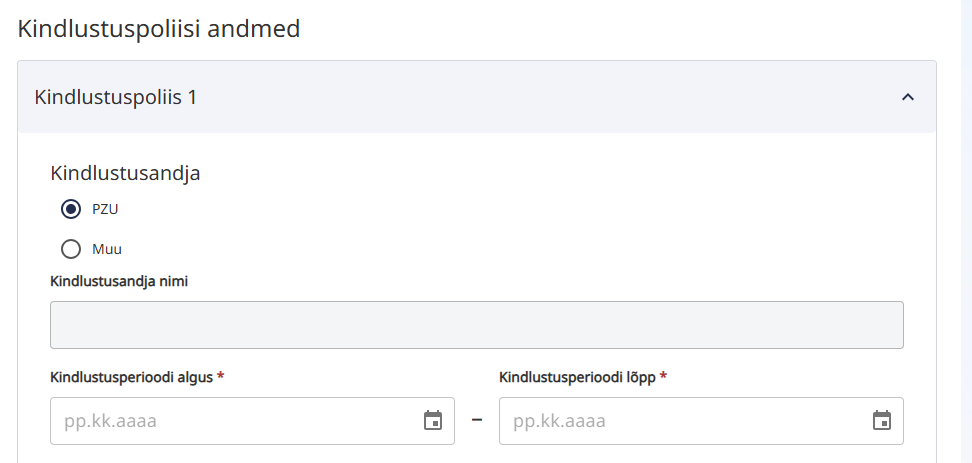 Kindlustuspoliisi andmed
Kindlustuspoliis 1
Kindlustusandja
PZU
Muu
Kindlustusandja nimi
Kindlustusperioodi algus * Kindlustusperioodi lõpp *
pp.kk.aaaa – pp.kk.aaaa